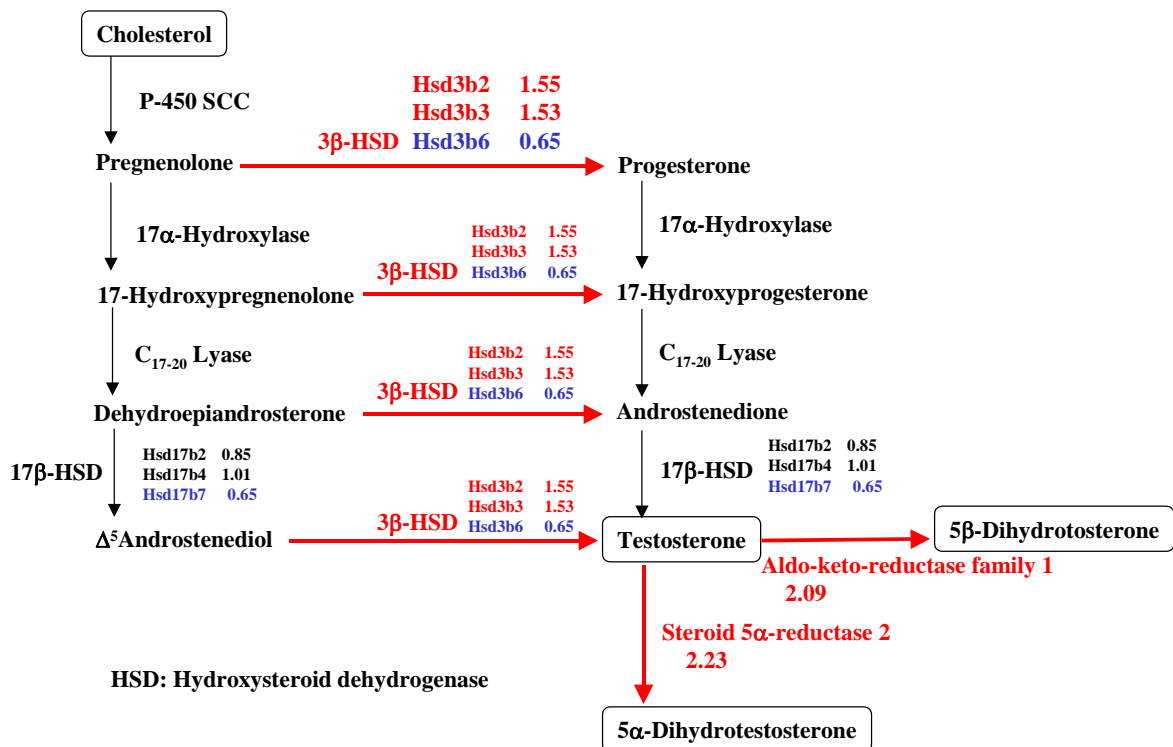 Cholesterol
P-450 SCC
Hsd3b2 1.55
Hsd3b3 1.53
3β-HSD Hsd3b6 0.65
Pregnenolone
Progesterone
17α-Hydroxylase
17α-Hydroxylase
Hsd3b2 1.55
Hsd3b3 1.53
3β-HSD Hsd3b6 0.65
17-Hydroxypregnenolone
17-Hydroxyprogesterone
C17-20 Lyase
C17-20 Lyase
Hsd3b2 1.55
Hsd3b3 1.53
3β-HSD Hsd3b6 0.65
Dehydroepiandrosterone
Androstenedione
17β-HSD
Hsd17b2 0.85
Hsd17b4 1.01
Hsd17b7 0.65
17β-HSD
Hsd17b2 0.85
Hsd17b4 1.01
Hsd17b7 0.65
Hsd3b2 1.55
Hsd3b3 1.53
3β-HSD Hsd3b6 0.65
Δ⁵Androstenediol
Testosterone
5β-Dihydrotosterone
Aldo-keto-reductase family 1
2.09
Steroid 5α-reductase 2
2.23
HSD: Hydroxysteroid dehydrogenase
5α-Dihydrotestosterone